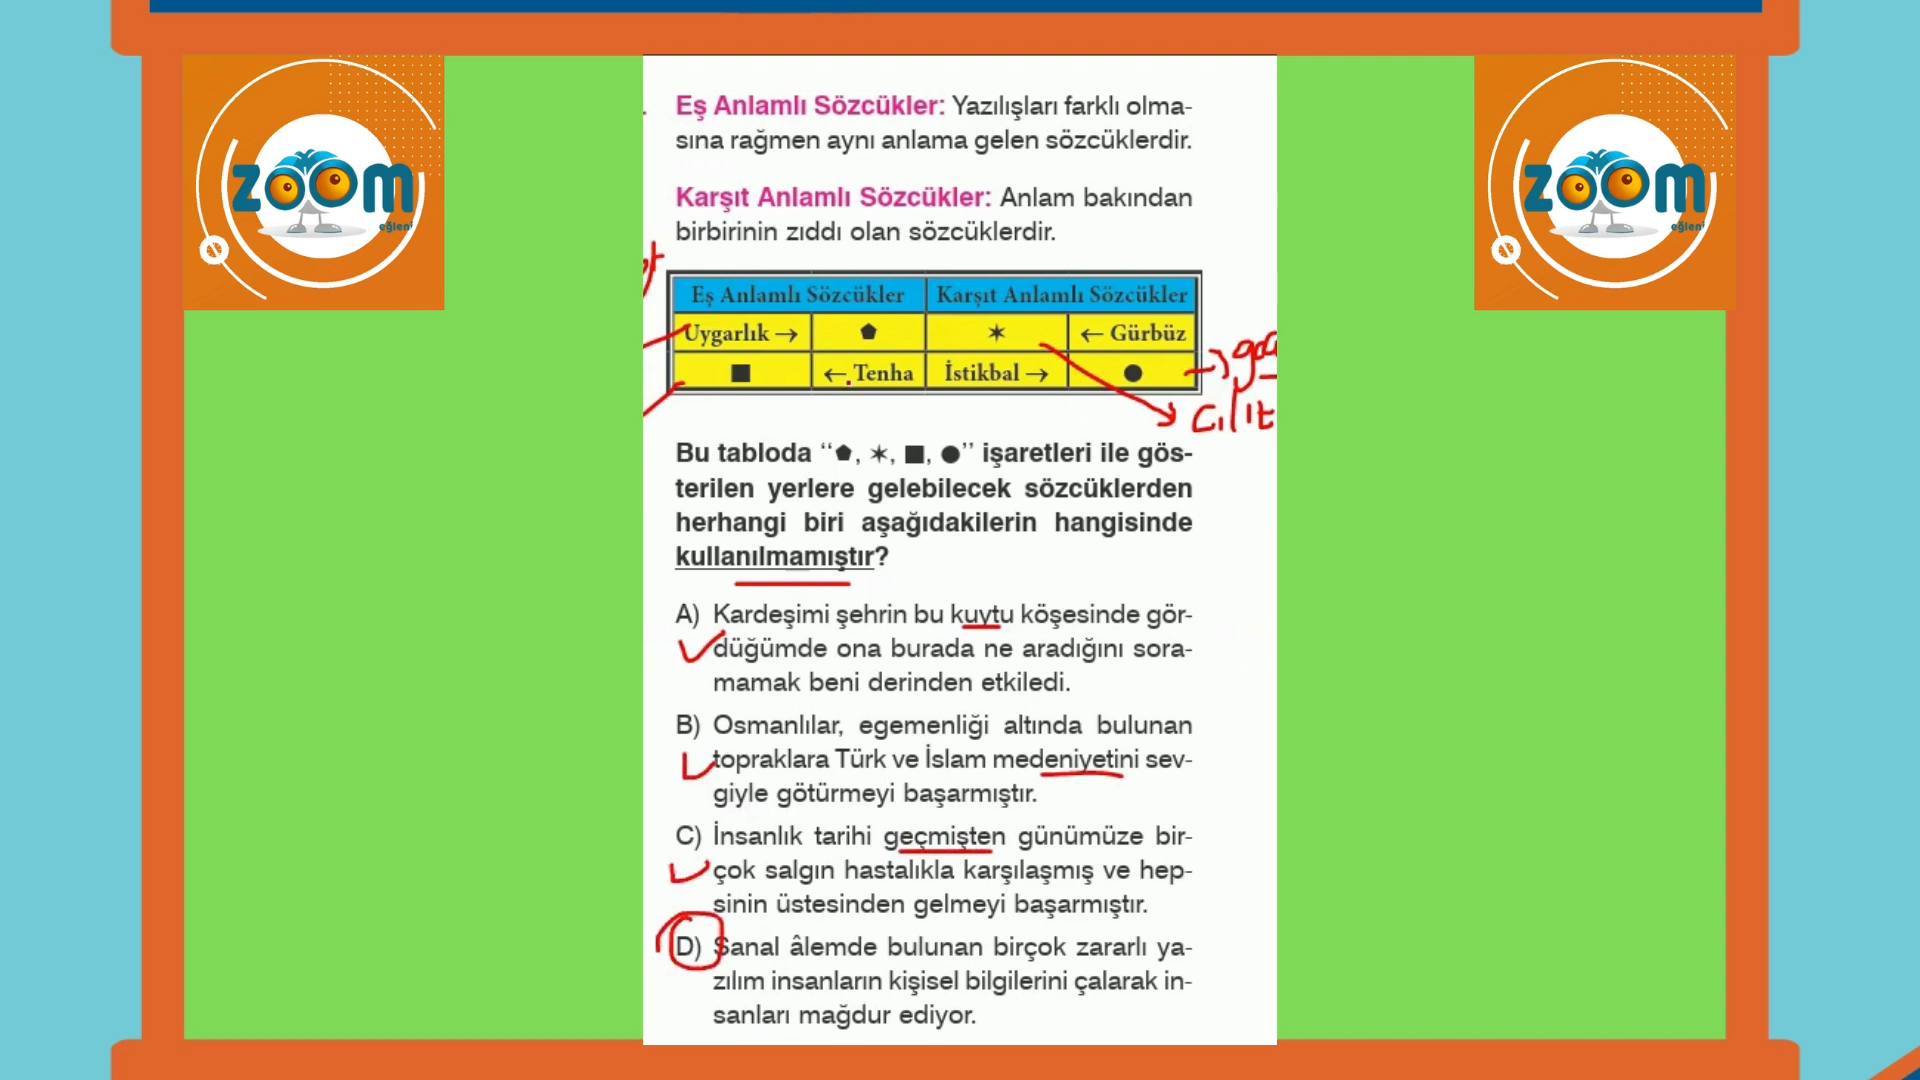 zoom
eğleni
zoom
eğleni
Eş Anlamlı Sözcükler: Yazılışları farklı olma-
sına rağmen aynı anlama gelen sözcüklerdir.
Karşıt Anlamlı Sözcükler: Anlam bakından
birbirinin zıddı olan sözcüklerdir.
Eş Anlamlı Sözcükler Karşıt Anlamlı Sözcükler
Uygarlık → ⬟ ✶ ← Gürbüz
■ ← Tenha İstikbal → ●
Cılız
Bu tabloda “⬟, ✶, ■, ●” işaretleri ile gös-
terilen yerlere gelebilecek sözcüklerden
herhangi biri aşağıdakilerin hangisinde
kullanılmamıştır?
A) Kardeşimi şehrin bu kuytu köşesinde gör-
düğümde ona burada ne aradığını sora-
mamak beni derinden etkiledi.
B) Osmanlılar, egemenliği altında bulunan
topraklara Türk ve İslam medeniyetini sev-
giyle götürmeyi başarmıştır.
C) İnsanlık tarihi geçmişten günümüze bir-
çok salgın hastalıkla karşılaşmış ve hep-
sinin üstesinden gelmeyi başarmıştır.
D) Sanal âlemde bulunan birçok zararlı ya-
zılım insanların kişisel bilgilerini çalarak in-
sanları mağdur ediyor.